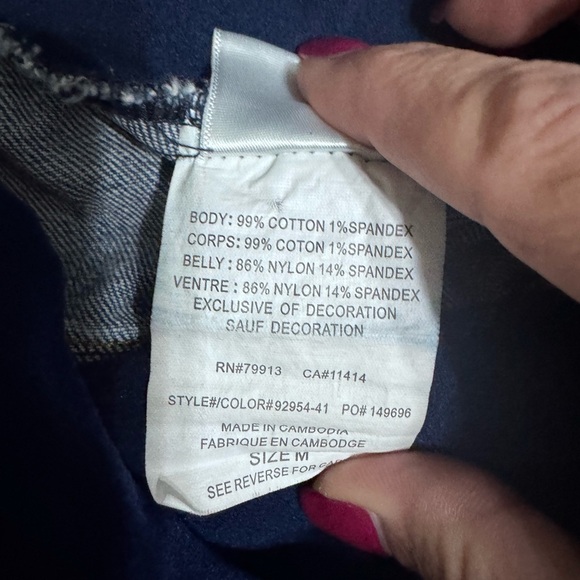 BODY: 99% COTTON 1%SPANDEX
CORPS: 99% COTON 1%SPANDEX
BELLY: 86% NYLON 14% SPANDEX
VENTRE: 86% NYLON 14% SPANDEX
EXCLUSIVE OF DECORATION
SAUF DECORATION
RN#79913 CA#11414
STYLE#/COLOR#92954-41 PO# 149696
MADE IN CAMBODIA
FABRIQUE EN CAMBODGE
SIZE M
SEE REVERSE FOR